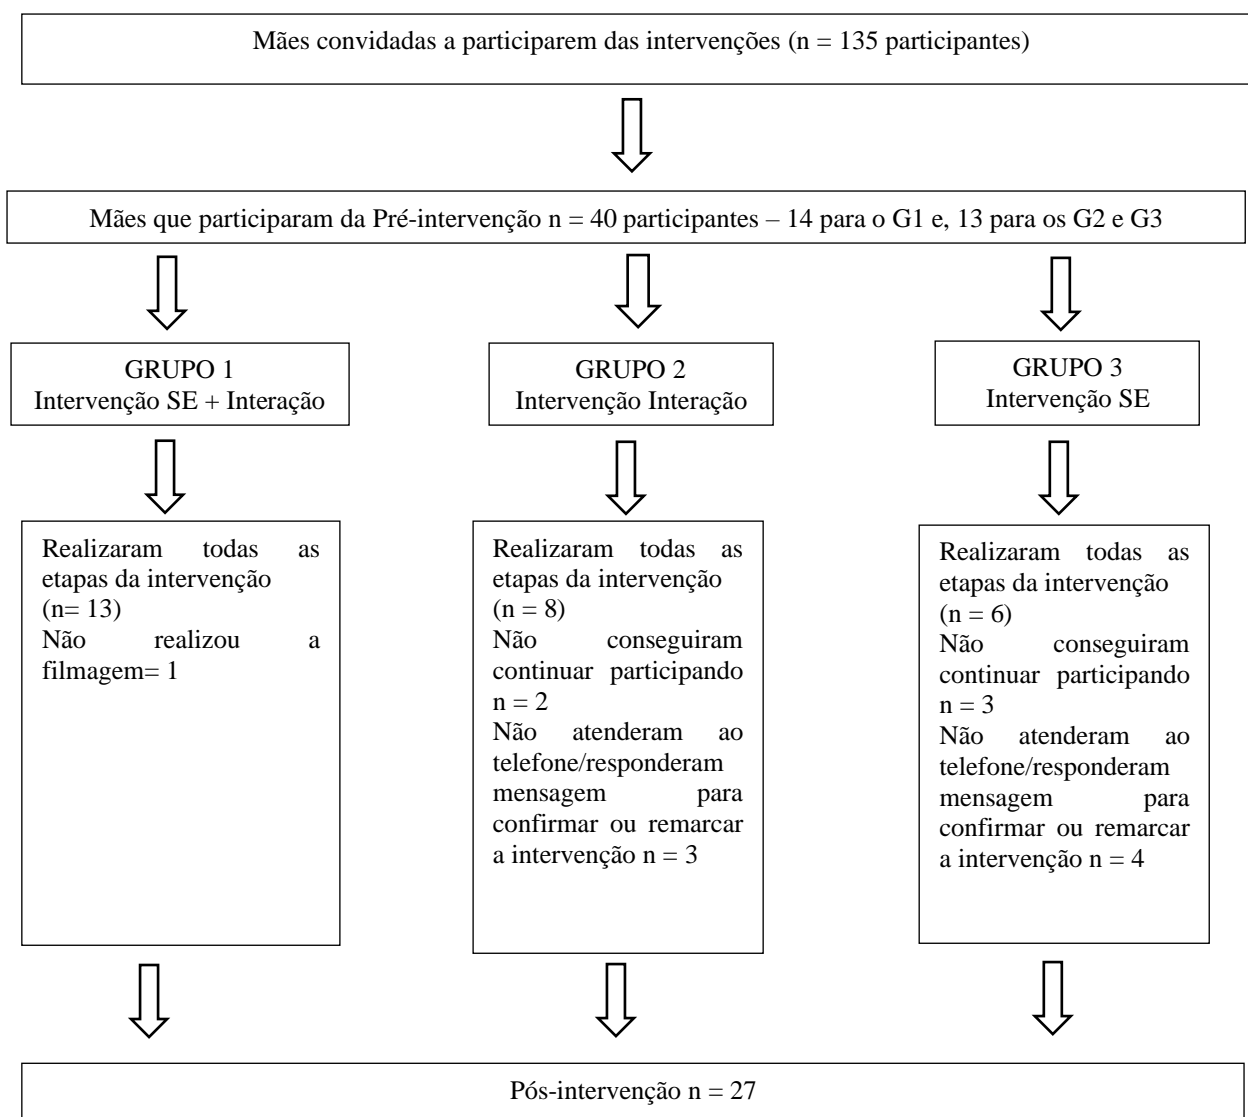 Mães convidadas a participarem das intervenções (n = 135 participantes)
Mães que participaram da Pré-intervenção n = 40 participantes – 14 para o G1 e, 13 para os G2 e G3
GRUPO 1
Intervenção SE + Interação
GRUPO 2
Intervenção Interação
GRUPO 3
Intervenção SE
Realizaram todas as
etapas da intervenção
(n= 13)
Não realizou a
filmagem= 1
Realizaram todas as
etapas da intervenção
(n = 8)
Não conseguiram
continuar participando
n = 2
Não atenderam ao
telefone/responderam
mensagem para
confirmar ou remarcar
a intervenção n = 3
Realizaram todas as
etapas da intervenção
(n = 6)
Não conseguiram
continuar participando
n = 3
Não atenderam ao
telefone/responderam
mensagem para
confirmar ou remarcar
a intervenção n = 4
Pós-intervenção n = 27